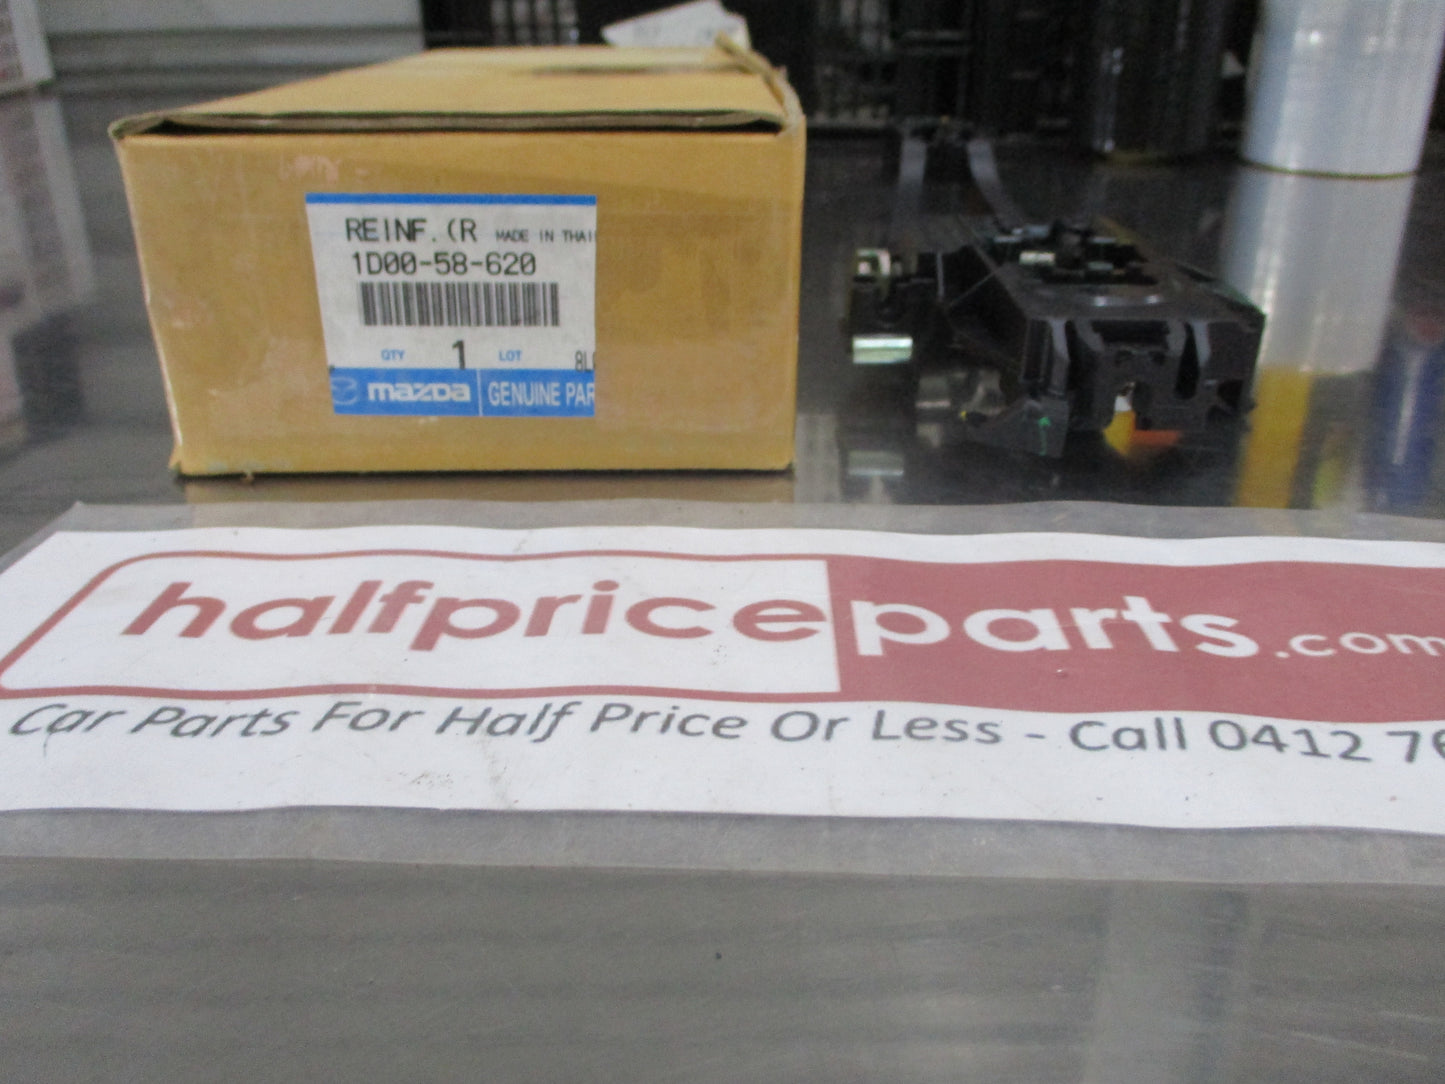 REINF.(R MADE IN THAI
1D00-58-620
QTY 1 LOT 8L
mazda GENUINE PAR
halfpriceparts.com
Car Parts For Half Price Or Less - Call 0412 76